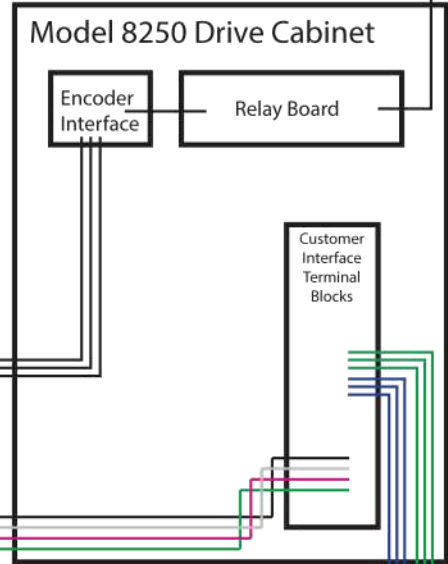 Model 8250 Drive Cabinet
Encoder
Interface
Relay Board
Customer
Interface
Terminal
Blocks